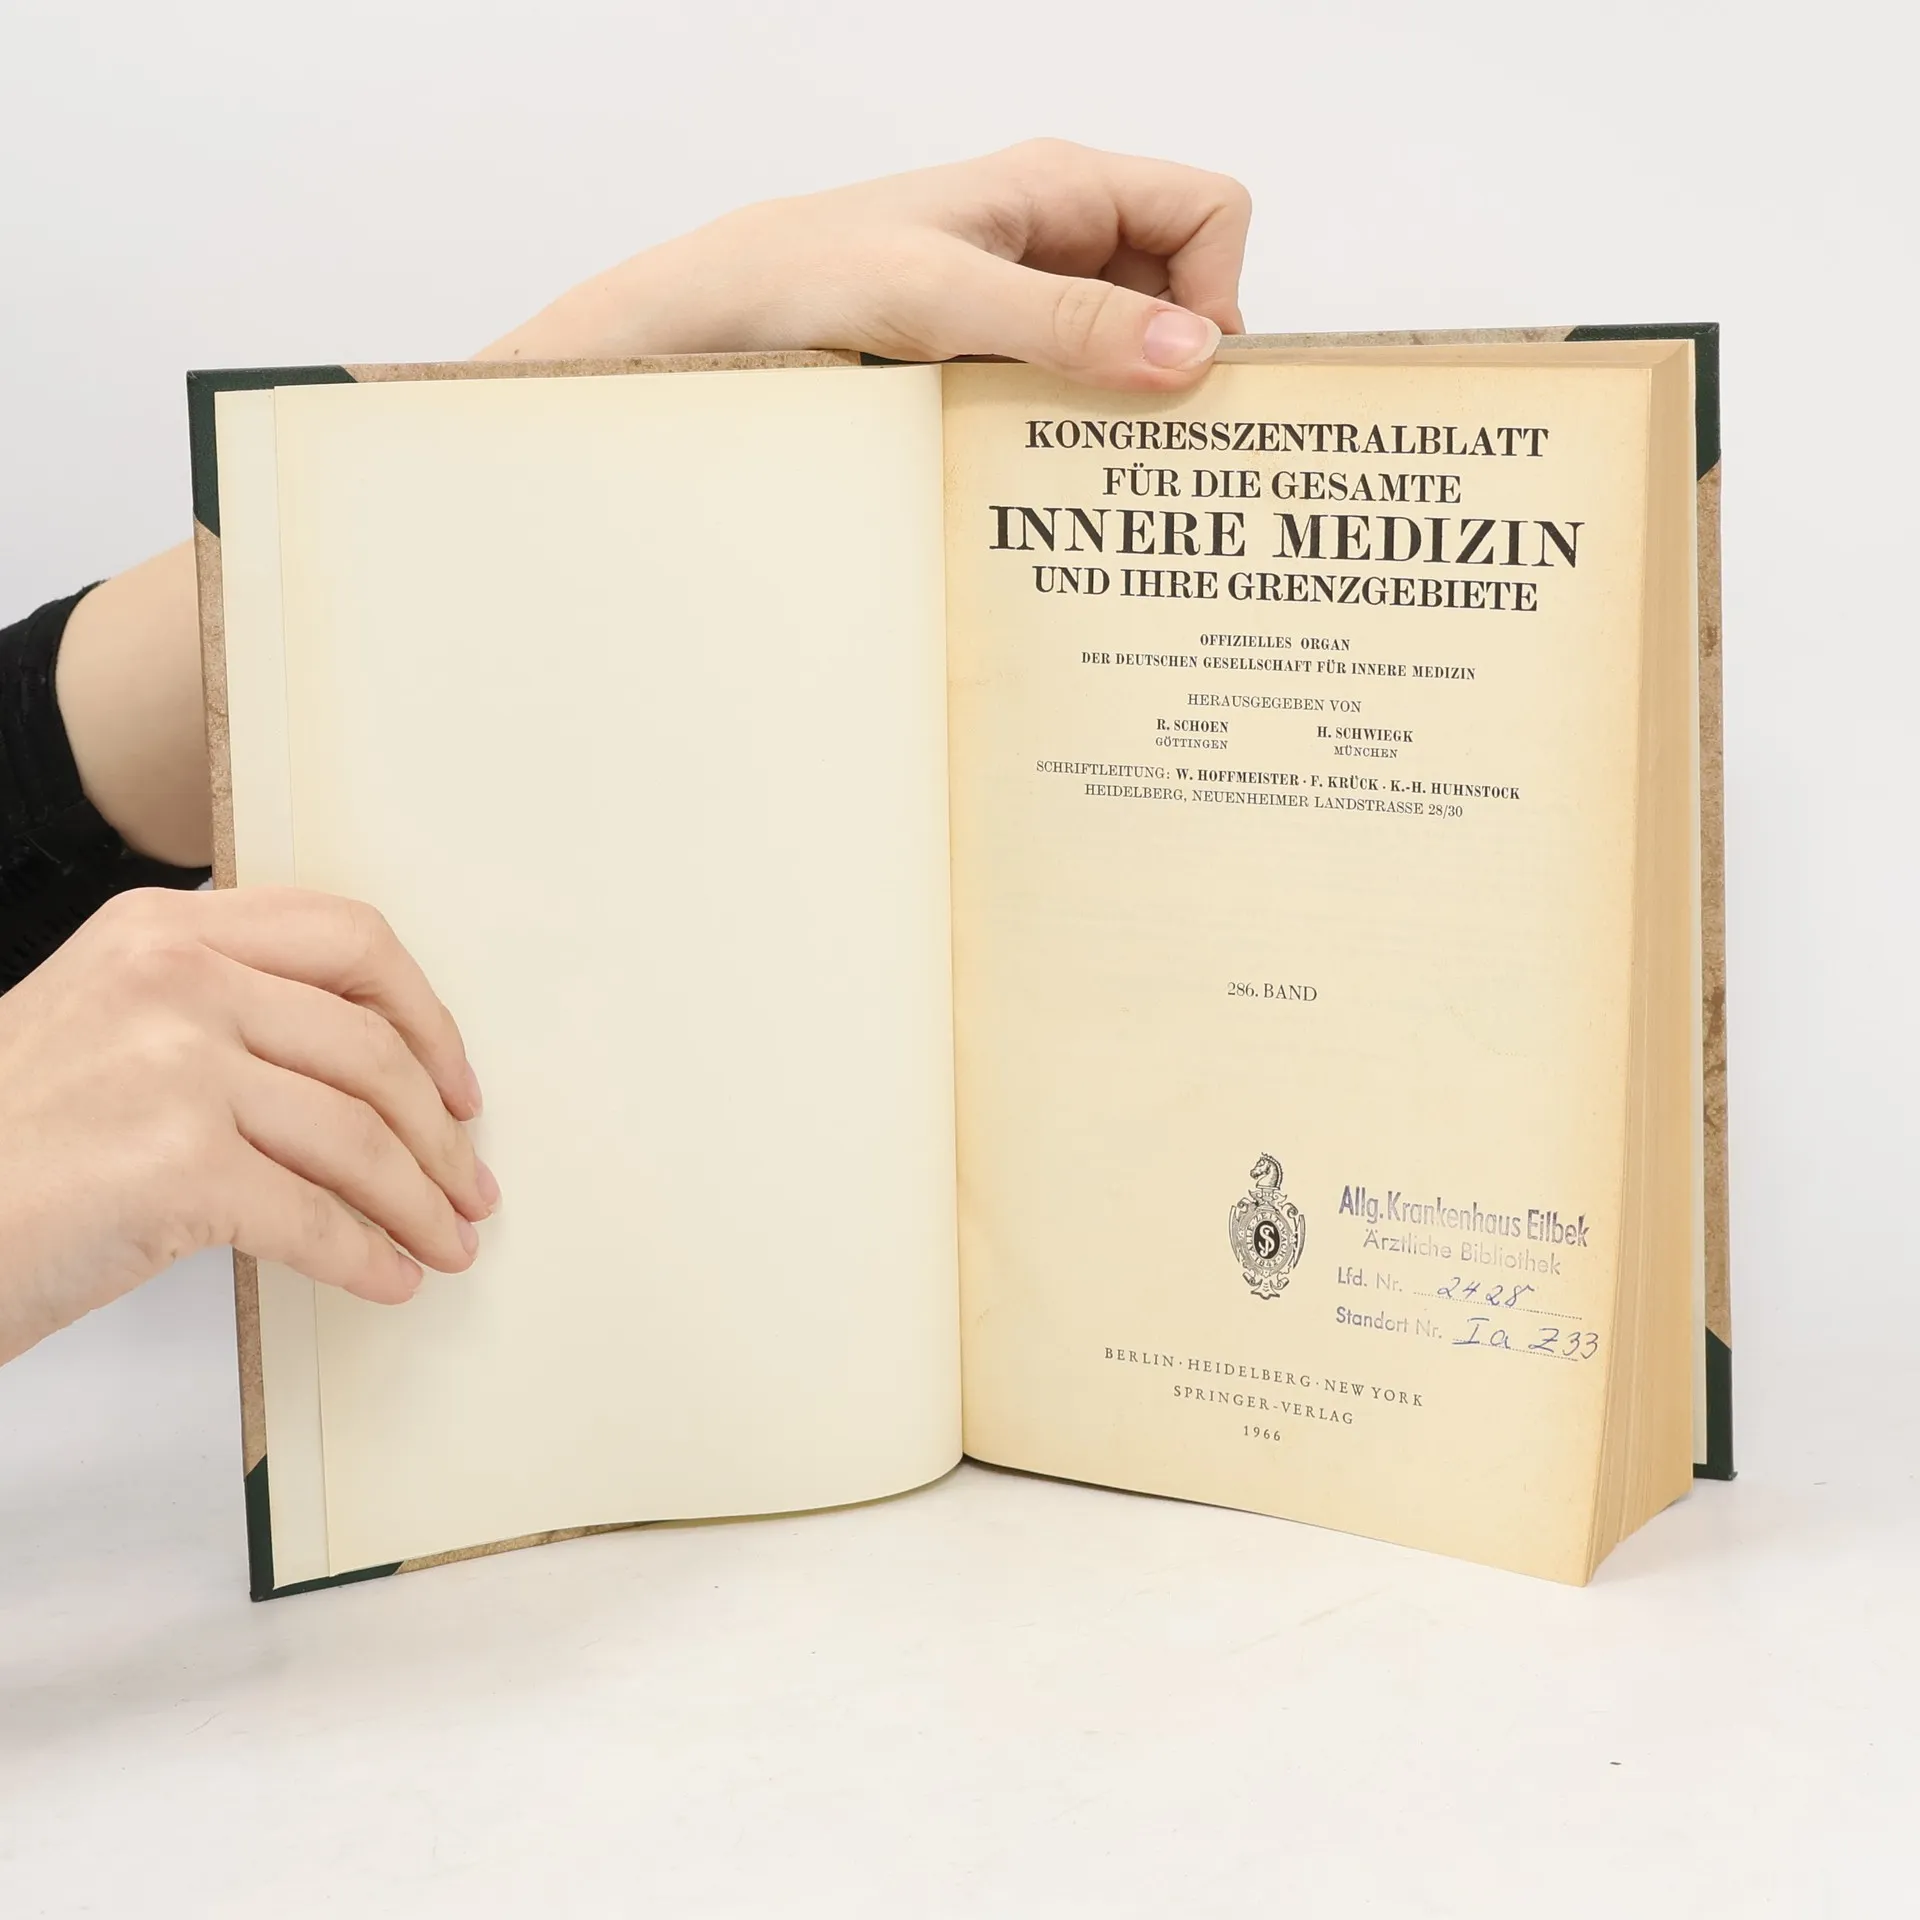 KONGRESSZENTRALBLATT
FÜR DIE GESAMTE
INNERE MEDIZIN
UND IHRE GRENZGEBIETE
OFFIZIELLES ORGAN
DER DEUTSCHEN GESELLSCHAFT FÜR INNERE MEDIZIN
HERAUSGEGEBEN VON
R. SCHOEN H. SCHWIEGK
GÖTTINGEN MÜNCHEN
SCHRIFTLEITUNG: W. HOFFMEISTER · F. KRÜCK · K.-H. HUHNSTOCK
HEIDELBERG, NEUENHEIMER LANDSTRASSE 28/30
286. BAND
Allg. Krankenhaus Eilbek
Ärztliche Bibliothek
Lfd. Nr. 2428
Standort Nr. I a Z33
BERLIN · HEIDELBERG · NEW YORK
SPRINGER-VERLAG
1966